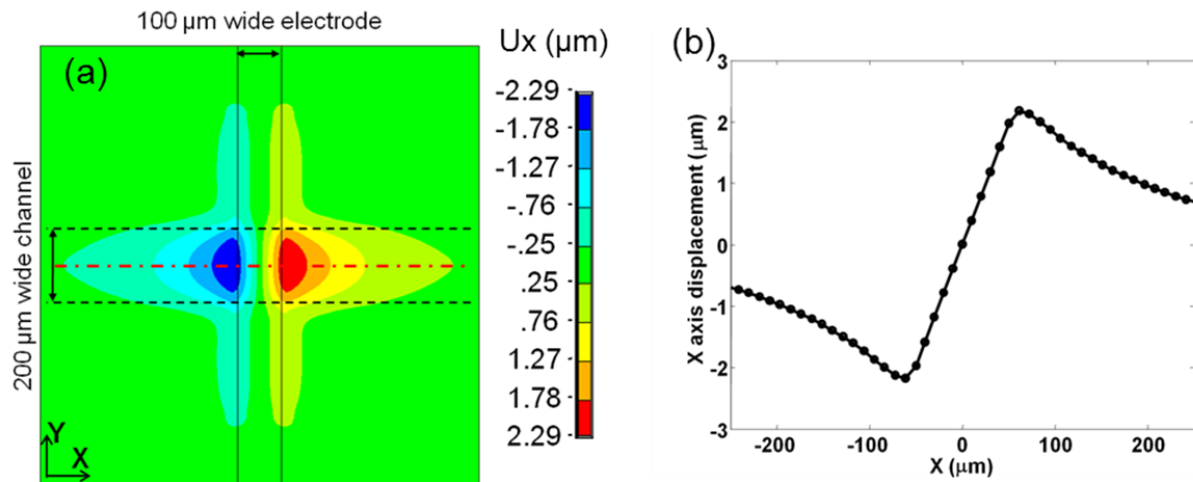 100 µm wide electrode
(a)
200 µm wide channel
Y
X
Ux (µm)
-2.29
-1.78
-1.27
-.76
-.25
.25
.76
1.27
1.78
2.29
(b)
3
2
1
0
-1
-2
-3
X axis displacement (µm)
-200
-100
0
100
200
X (µm)